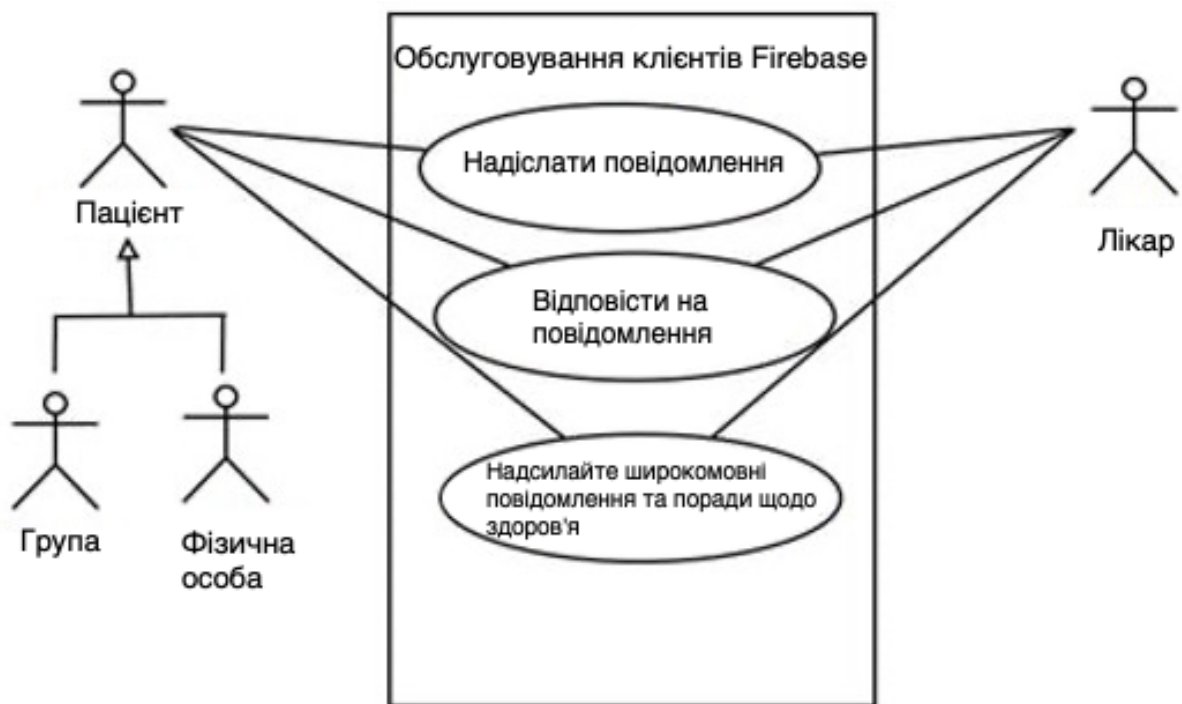 Обслуговування клієнтів Firebase
Надіслати повідомлення
Пацієнт
Лікар
Відповісти на
повідомлення
Надсилайте широкомовні
повідомлення та поради щодо
здоров'я
Група
Фізична
особа